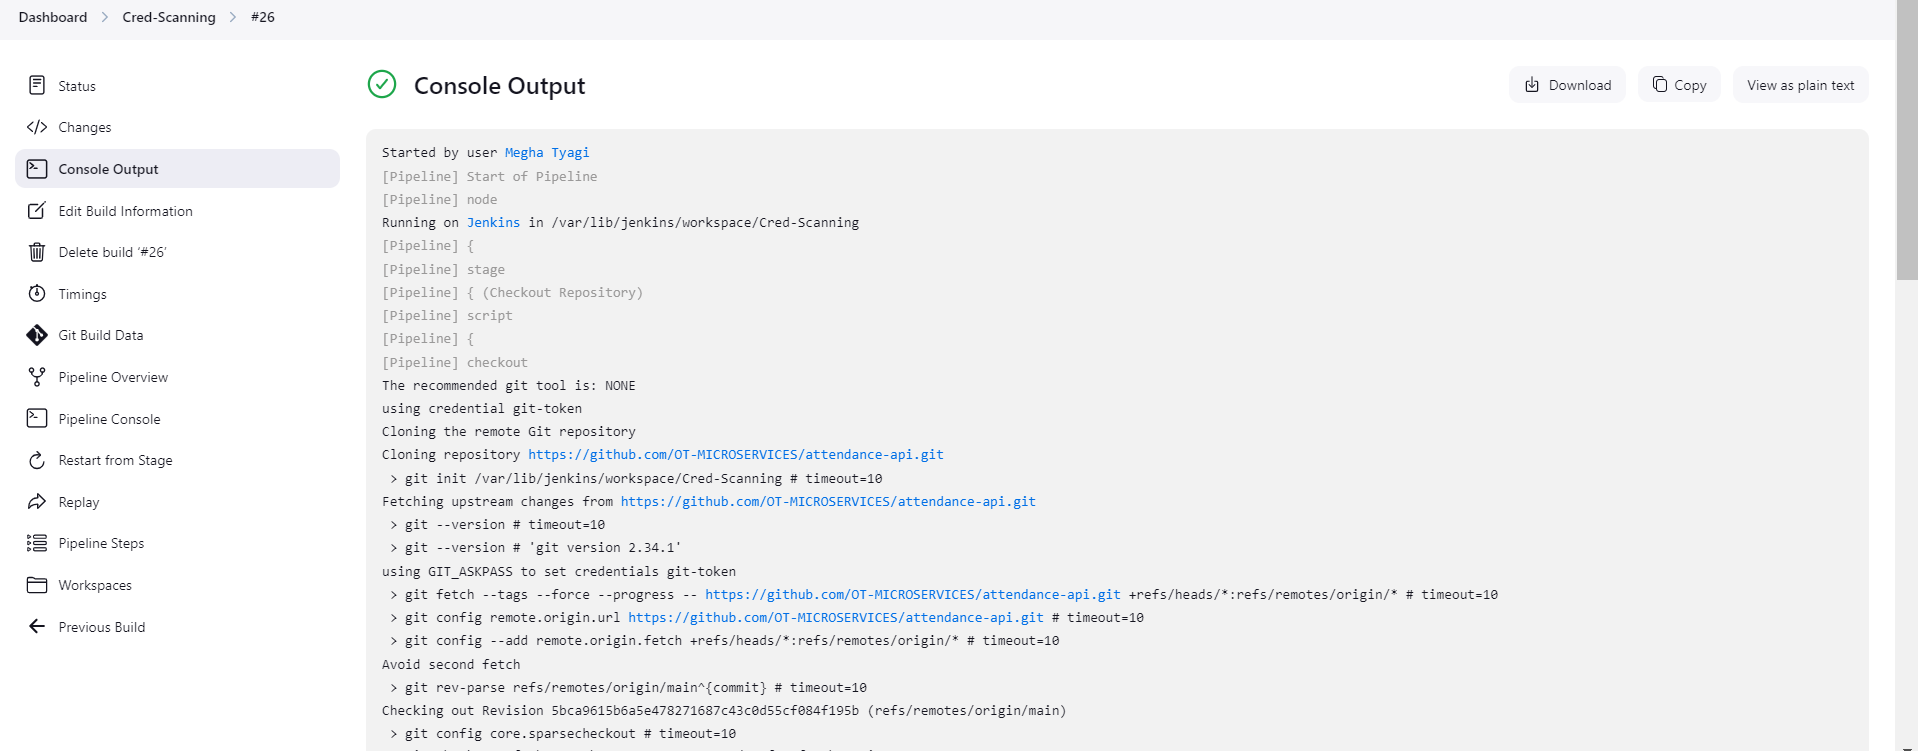 Dashboard > Cred-Scanning > #26
Status
Changes
Console Output
Edit Build Information
Delete build ‘#26’
Timings
Git Build Data
Pipeline Overview
Pipeline Console
Restart from Stage
Replay
Pipeline Steps
Workspaces
Previous Build
Console Output
Download
Copy
View as plain text
Started by user Megha Tyagi
[Pipeline] Start of Pipeline
[Pipeline] node
Running on Jenkins in /var/lib/jenkins/workspace/Cred-Scanning
[Pipeline] {
[Pipeline] stage
[Pipeline] { (Checkout Repository)
[Pipeline] script
[Pipeline] {
[Pipeline] checkout
The recommended git tool is: NONE
using credential git-token
Cloning the remote Git repository
Cloning repository https://github.com/OT-MICROSERVICES/attendance-api.git
> git init /var/lib/jenkins/workspace/Cred-Scanning # timeout=10
Fetching upstream changes from https://github.com/OT-MICROSERVICES/attendance-api.git
> git --version # timeout=10
> git --version # 'git version 2.34.1'
using GIT_ASKPASS to set credentials git-token
> git fetch --tags --force --progress -- https://github.com/OT-MICROSERVICES/attendance-api.git +refs/heads/*:refs/remotes/origin/* # timeout=10
> git config remote.origin.url https://github.com/OT-MICROSERVICES/attendance-api.git # timeout=10
> git config --add remote.origin.fetch +refs/heads/*:refs/remotes/origin/* # timeout=10
Avoid second fetch
> git rev-parse refs/remotes/origin/main^{commit} # timeout=10
Checking out Revision 5bca9615b6a5e478271687c43c0d55cf084f195b (refs/remotes/origin/main)
> git config core.sparsecheckout # timeout=10